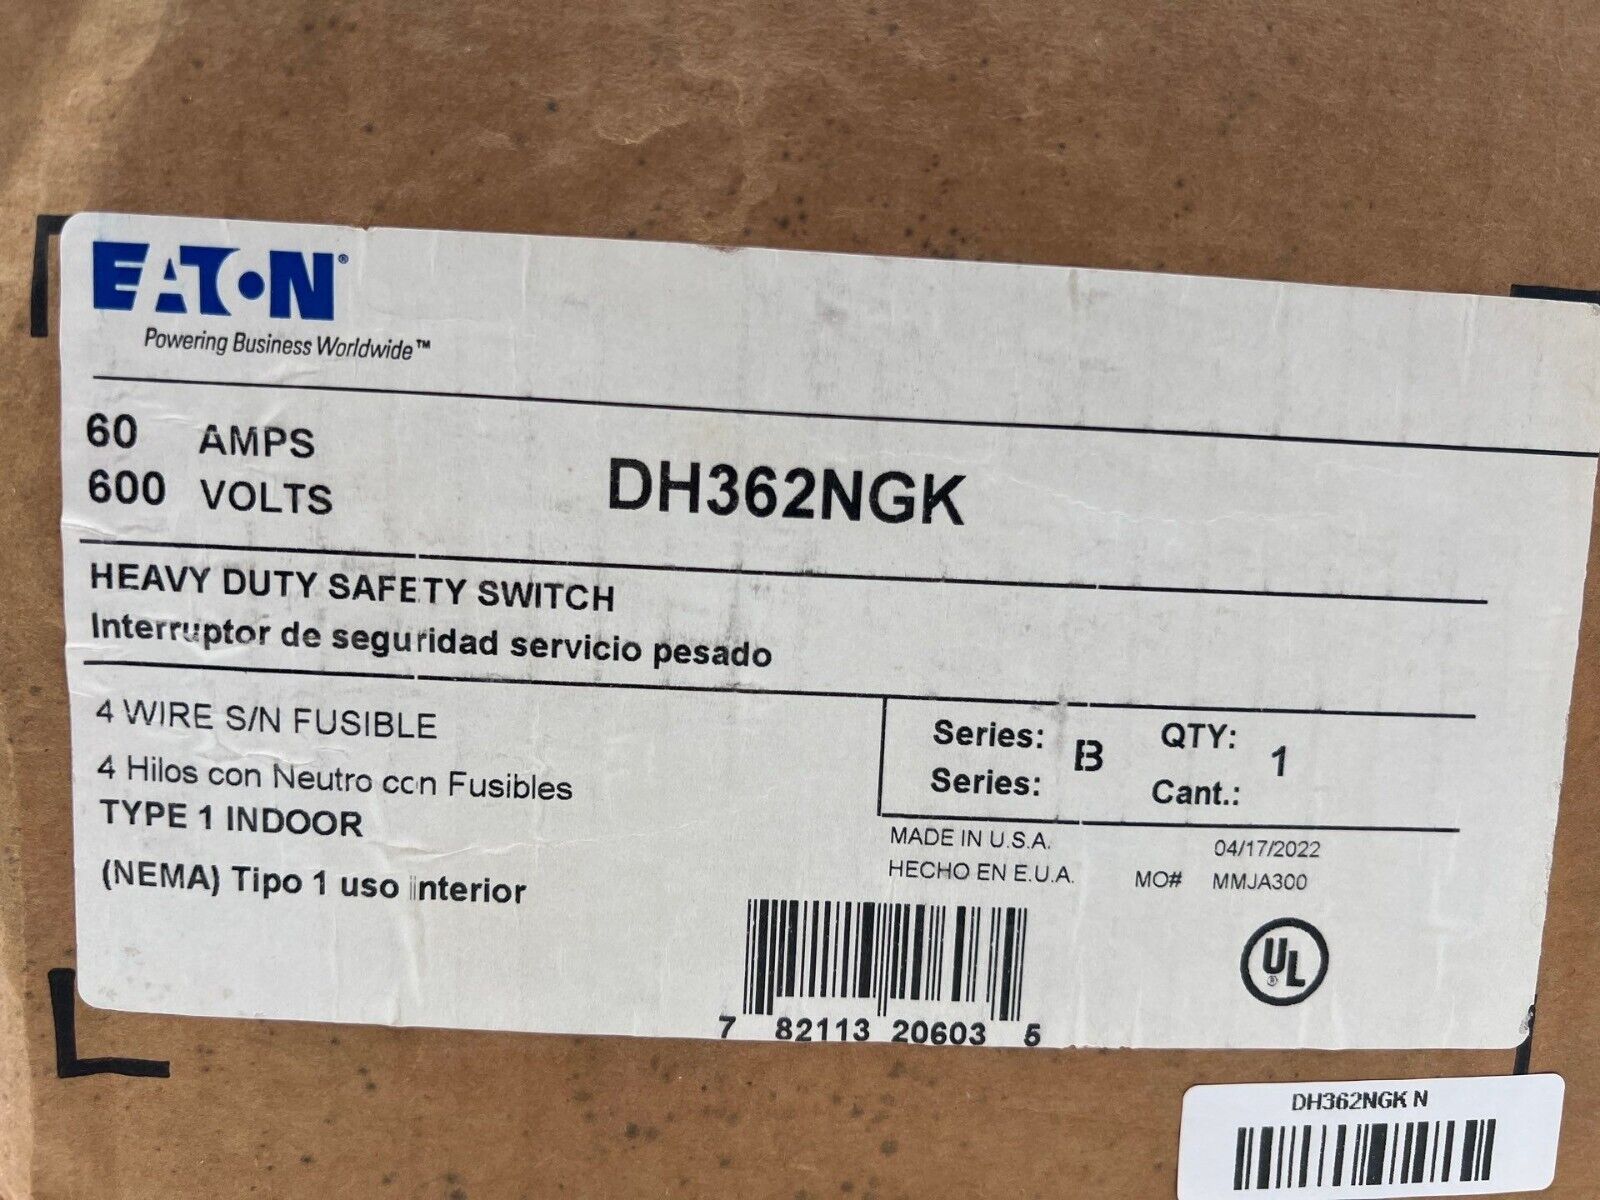 EATON®
Powering Business Worldwide™
60 AMPS
600 VOLTS
DH362NGK
HEAVY DUTY SAFETY SWITCH
Interruptor de seguridad servicio pesado
4 WIRE S/N FUSIBLE
4 Hilos con Neutro con Fusibles
TYPE 1 INDOOR
(NEMA) Tipo 1 uso interior
Series: B QTY: 1
Series: Cant.:
MADE IN U.S.A. 04/17/2022
HECHO EN E.U.A. MO# MMJA300
UL®
7 82113 20603 5
DH362NGK N